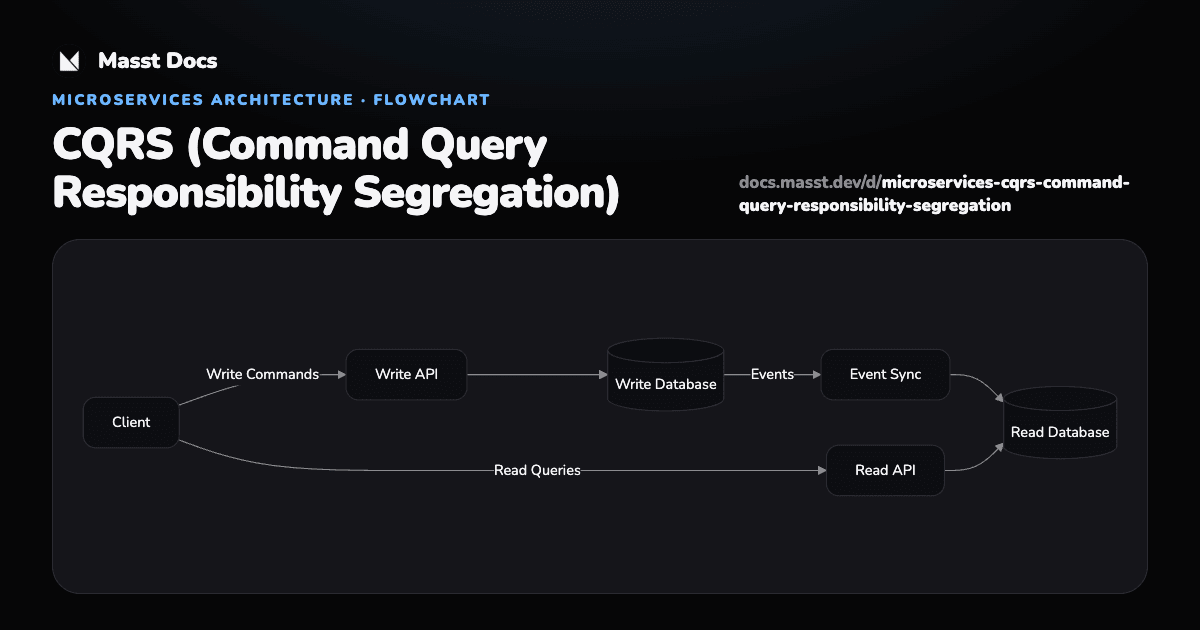 Masst Docs
MICROSERVICES ARCHITECTURE · FLOWCHART
CQRS (Command Query
Responsibility Segregation)
docs.masst.dev/d/microservices-cqrs-command-
query-responsibility-segregation
Write Commands
Write API
Write Database
Events
Event Sync
Client
Read Database
Read Queries
Read API